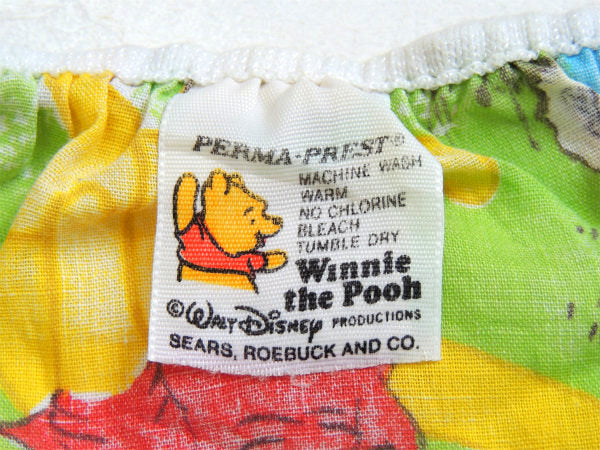 PERMA-PREST®
MACHINE WASH
WARM
NO CHLORINE
BLEACH
TUMBLE DRY
Winnie
the Pooh
© WALT DISNEY PRODUCTIONS
SEARS, ROEBUCK AND CO.